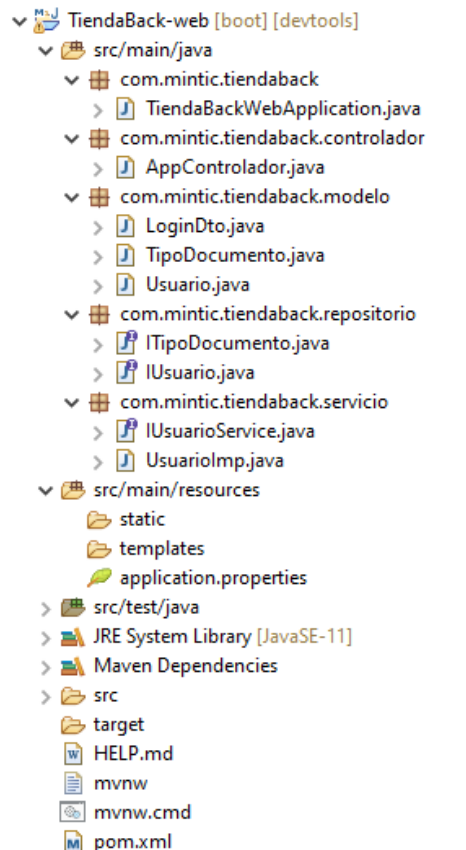 TiendaBack-web [boot] [devtools]
src/main/java
com.mintic.tiendaback
TiendaBackWebApplication.java
com.mintic.tiendaback.controlador
AppControlador.java
com.mintic.tiendaback.modelo
LoginDto.java
TipoDocumento.java
Usuario.java
com.mintic.tiendaback.repositorio
ITipoDocumento.java
IUsuario.java
com.mintic.tiendaback.servicio
IUsuarioService.java
UsuarioImp.java
src/main/resources
static
templates
application.properties
src/test/java
JRE System Library [JavaSE-11]
Maven Dependencies
src
target
HELP.md
mvnw
mvnw.cmd
pom.xml